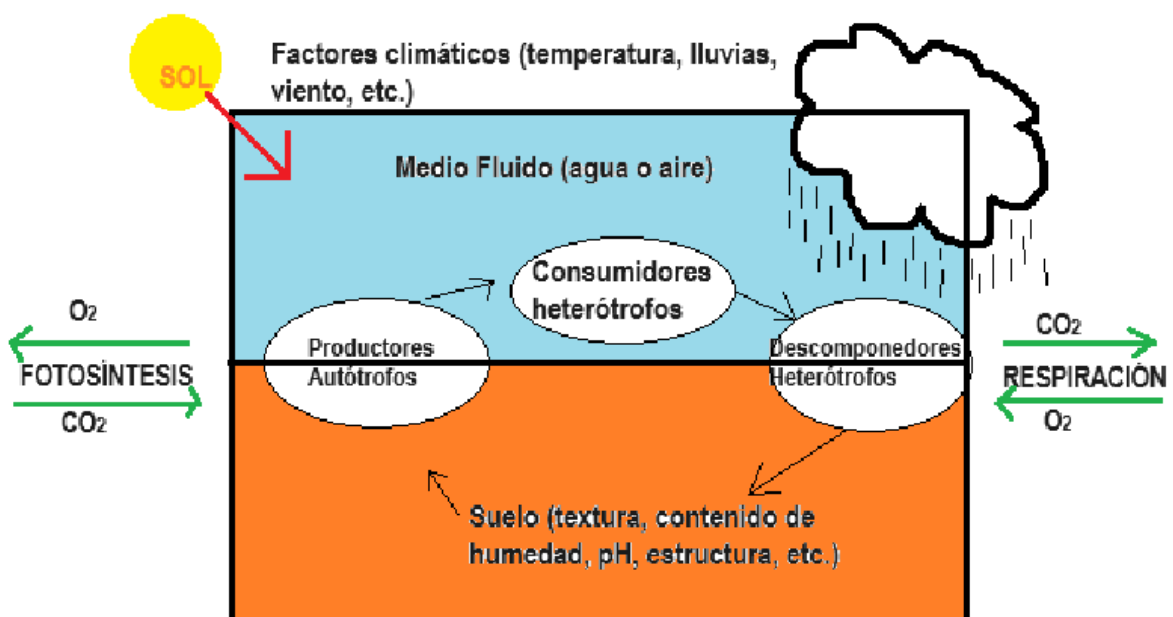 SOL
Factores climáticos (temperatura, lluvias,
viento, etc.)
Medio Fluido (agua o aire)
Consumidores
heterótrofos
O₂
FOTOSÍNTESIS
CO₂
Productores
Autótrofos
Descomponedores
Heterótrofos
CO₂
RESPIRACIÓN
O₂
Suelo (textura, contenido de
humedad, pH, estructura, etc.)